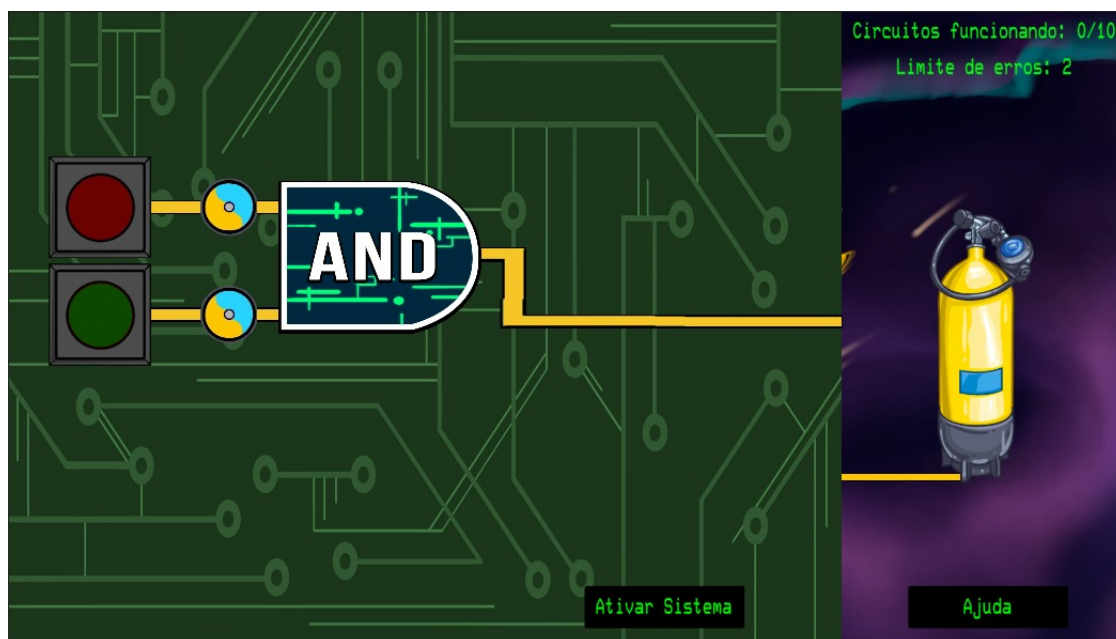 Circuitos funcionando: 0/10
Limite de erros: 2
AND
Ativar Sistema
Ajuda